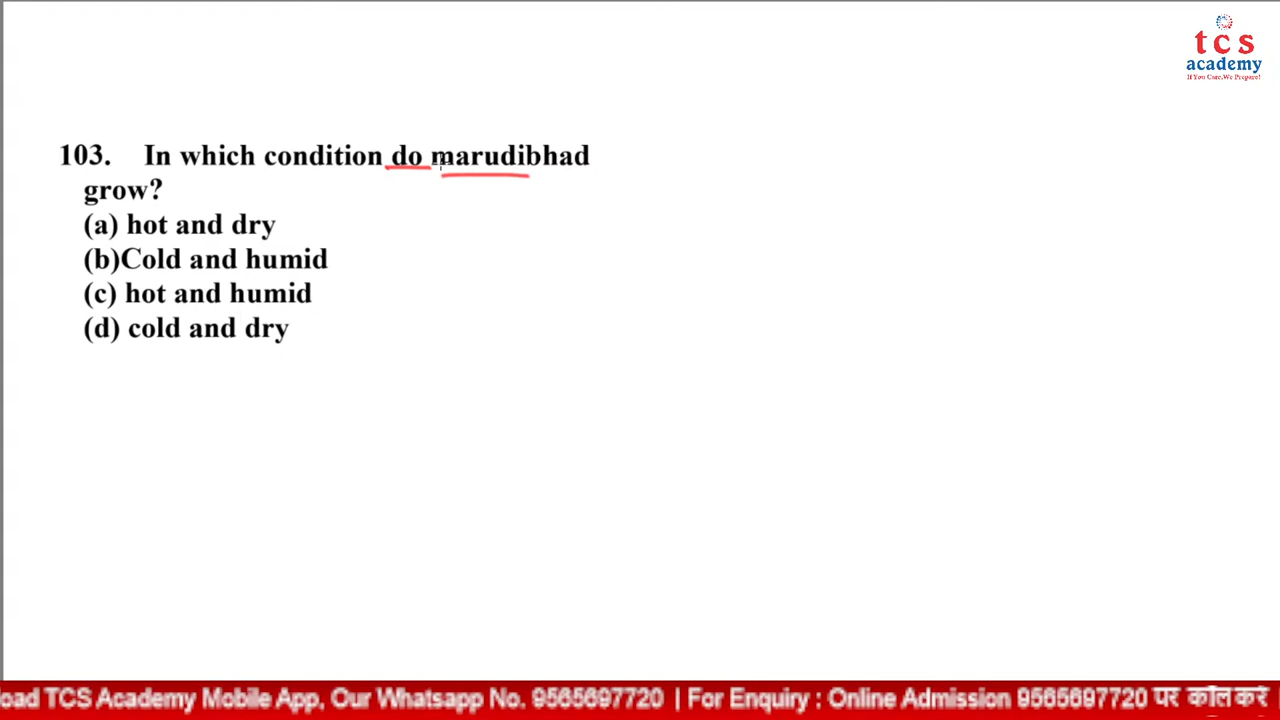 tcs
academy
If You Care,We Prepare!
103. In which condition do marudibhad
grow?
(a) hot and dry
(b)Cold and humid
(c) hot and humid
(d) cold and dry
oad TCS Academy Mobile App, Our Whatsapp No. 9565697720 | For Enquiry : Online Admission 9565697720 पर कॉल करें